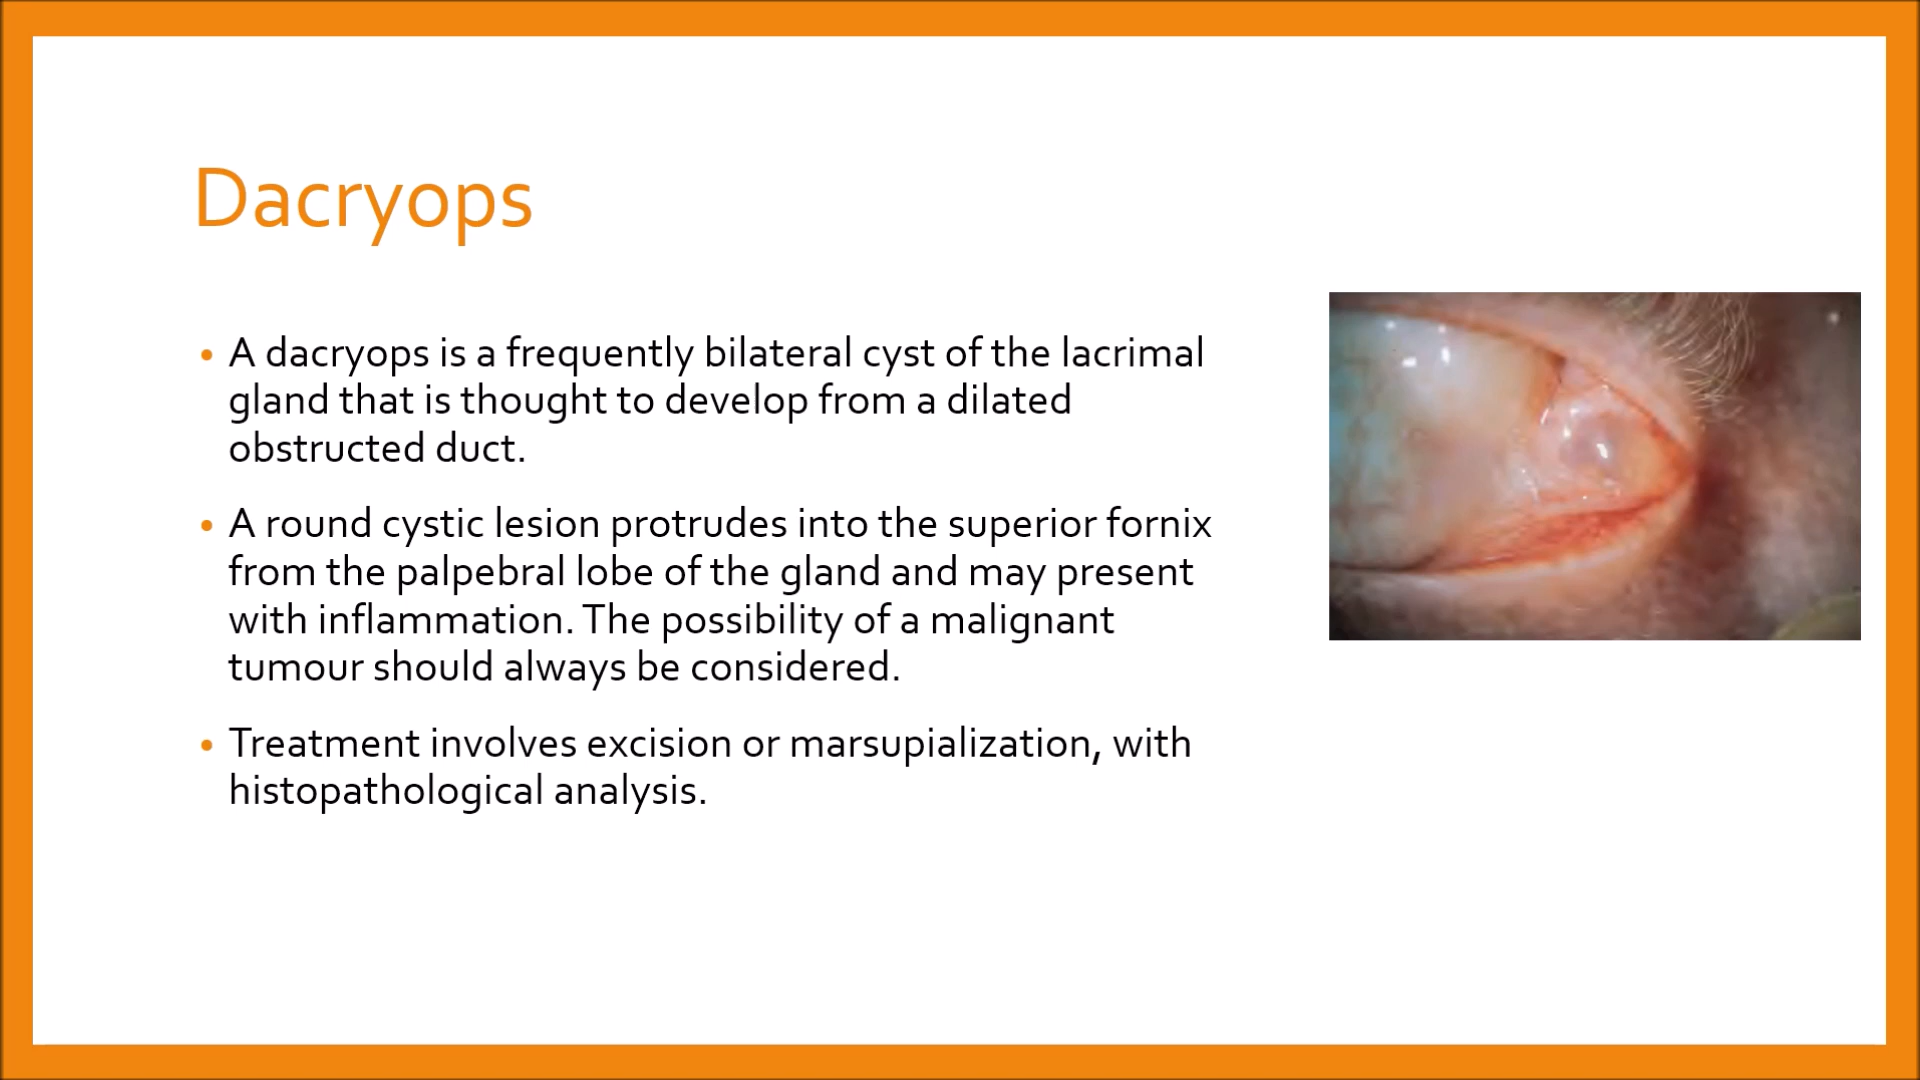 Dacryops
• A dacryops is a frequently bilateral cyst of the lacrimal
gland that is thought to develop from a dilated
obstructed duct.
• A round cystic lesion protrudes into the superior fornix
from the palpebral lobe of the gland and may present
with inflammation. The possibility of a malignant
tumour should always be considered.
• Treatment involves excision or marsupialization, with
histopathological analysis.